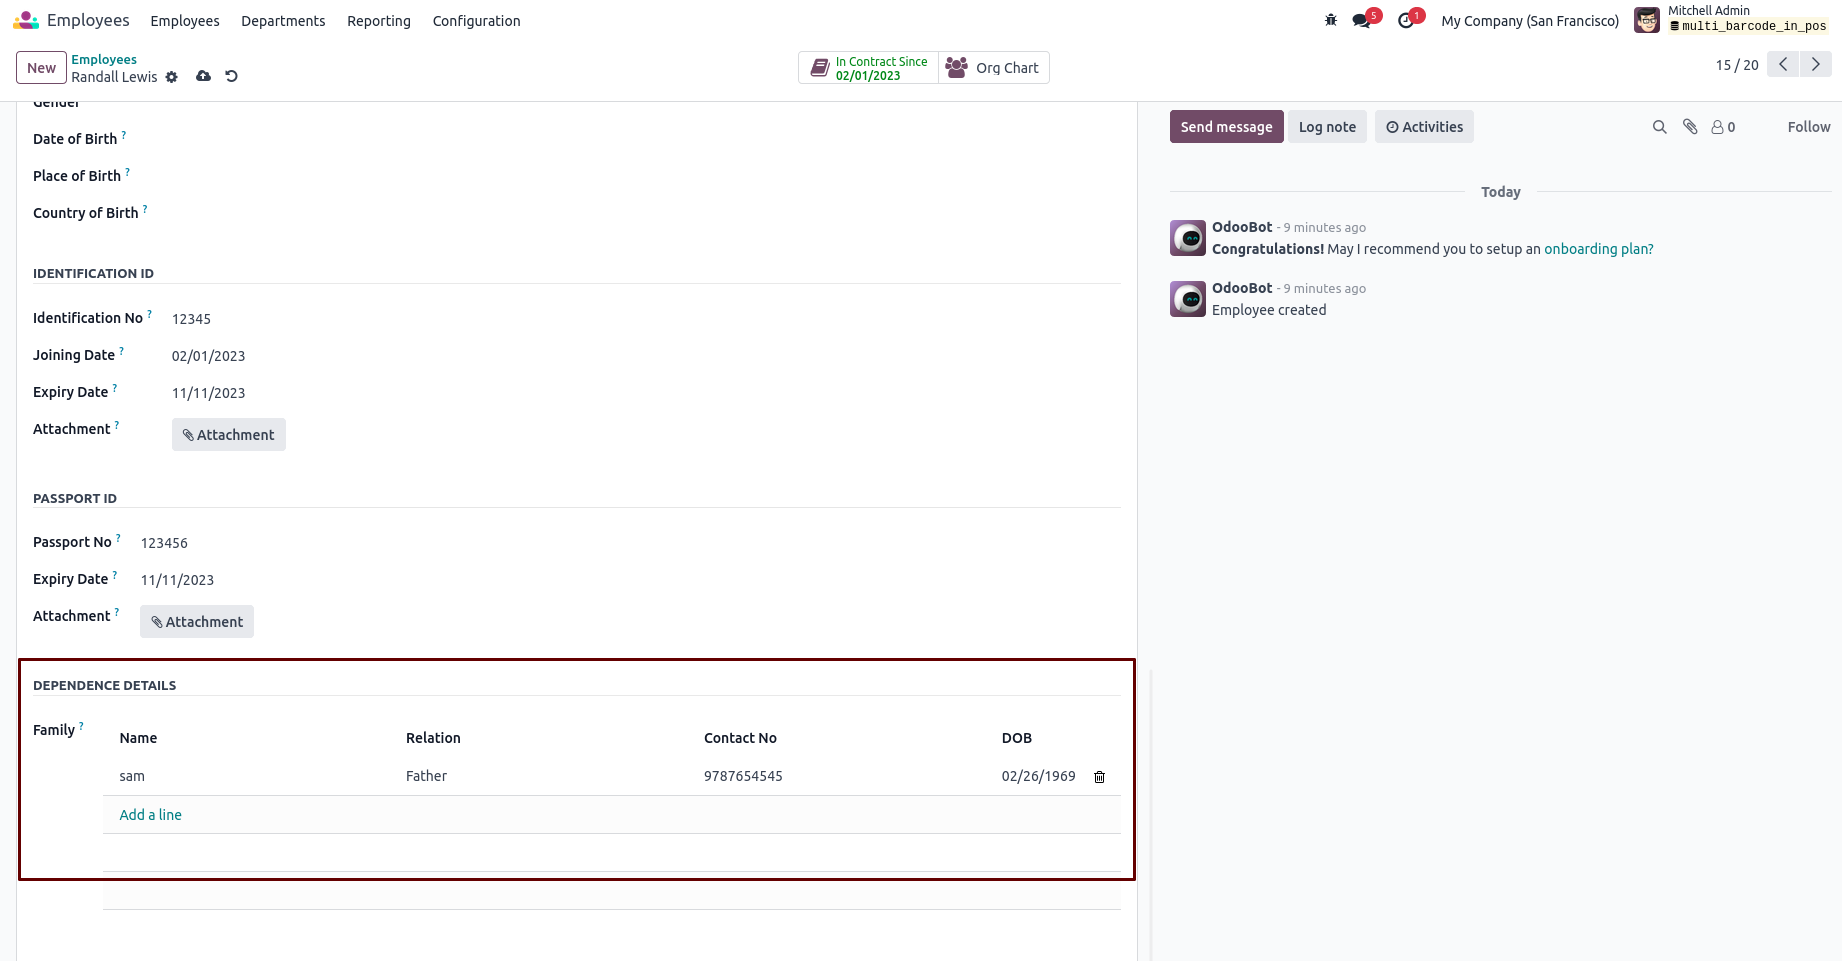 Employees Employees Departments Reporting Configuration 5 1 My Company (San Francisco) Mitchell Admin
multi_barcode_in_pos
New Employees
Randall Lewis
In Contract Since
02/01/2023
Org Chart
15 / 20
Gender
Date of Birth ?
Place of Birth ?
Country of Birth ?
IDENTIFICATION ID
Identification No ? 12345
Joining Date ? 02/01/2023
Expiry Date ? 11/11/2023
Attachment ? Attachment
PASSPORT ID
Passport No ? 123456
Expiry Date ? 11/11/2023
Attachment ? Attachment
DEPENDENCE DETAILS
Family ? Name Relation Contact No DOB
sam Father 9787654545 02/26/1969
Add a line
Send message Log note Activities 0 Follow
Today
OdooBot - 9 minutes ago
Congratulations! May I recommend you to setup an onboarding plan?
OdooBot - 9 minutes ago
Employee created